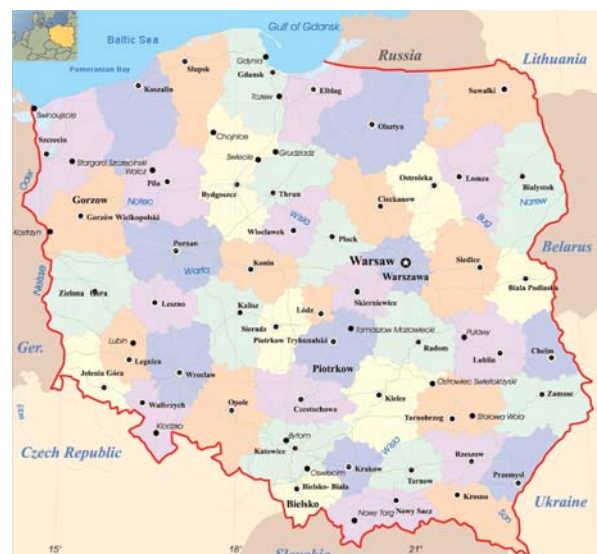 Gulf of Gdansk
Baltic Sea
Russia
Lithuania
Pomeranian Bay
Gdynia
Slupsk
Gdansk
Koszalin
Elblag
Suwalki
Tczew
Swinoujscie
Olsztyn
Chojnice
Szczecin
Grudziadz
Swiecie
Stargard Szczecinski
Walcz
Lomza
Bialystok
Oder
Pila
Ostroleka
Bydgoszcz
Thrun
Gorzow
Notec
Narew
Ciechanow
Gorzów Wielkopolski
Wisla
Bug
Kostrzyn
Wloclawek
Plock
Belarus
Poznan
Warsaw
Siedlce
Warta
Konin
Warszawa
Neisse
Biala Podlaska
Zielona Góra
Leszno
Skierniewice
Kalisz
Lódz
Sieradz
Tomaszow Mazowiecki
Pulawy
Lubin
Piotrkow Trybunalski
Radom
Ger.
Lublin
Chelm
Legnica
Piotrkow
Jelenia Góra
Wroclaw
Ostrowiec Swietokrzyski
Kielce
Zamosc
Walbrzych
Opole
Czestochowa
Tarnobrzeg
Stalowa Wola
Klodzko
Bytom
Czech Republic
Katowice
Wisla
Rzeszow
Oswiecim
Krakow
Tarnow
Przemysl
Bielsko- Biala
Krosno
Ukraine
Bielsko
Nowy Sacz
San
Nowy Targ
15'
18'
21'
Slovakia